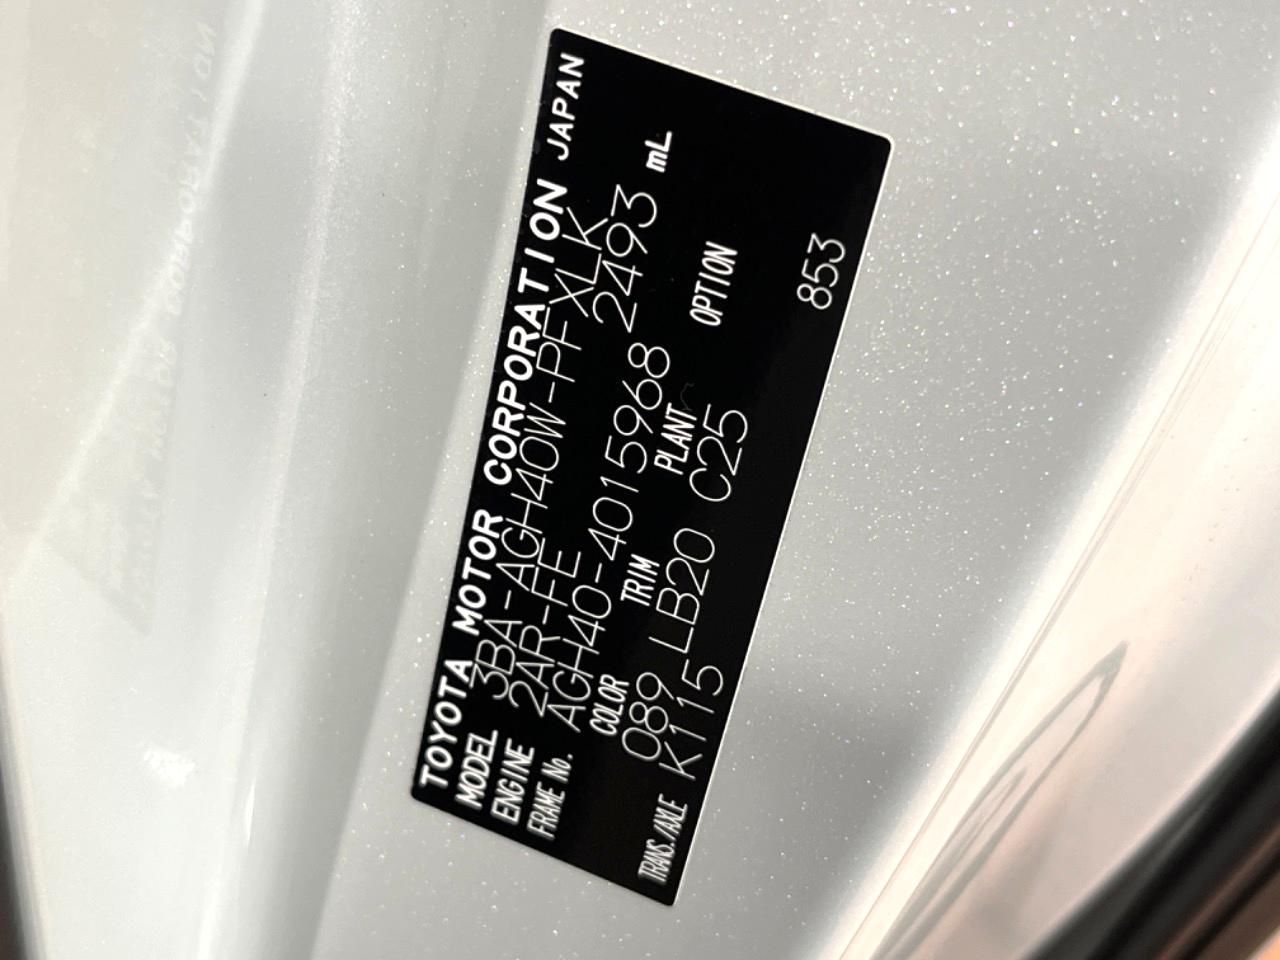 TOYOTA MOTOR CORPORATION JAPAN
MODEL 3BA-AGH40W-PFXLK
ENGINE 2AR-FE 2493 mL
FRAME No. AGH40-4015968
COLOR TRIM PLANT OPTION
089 LB20 C25
TRANS./AXLE K115 853